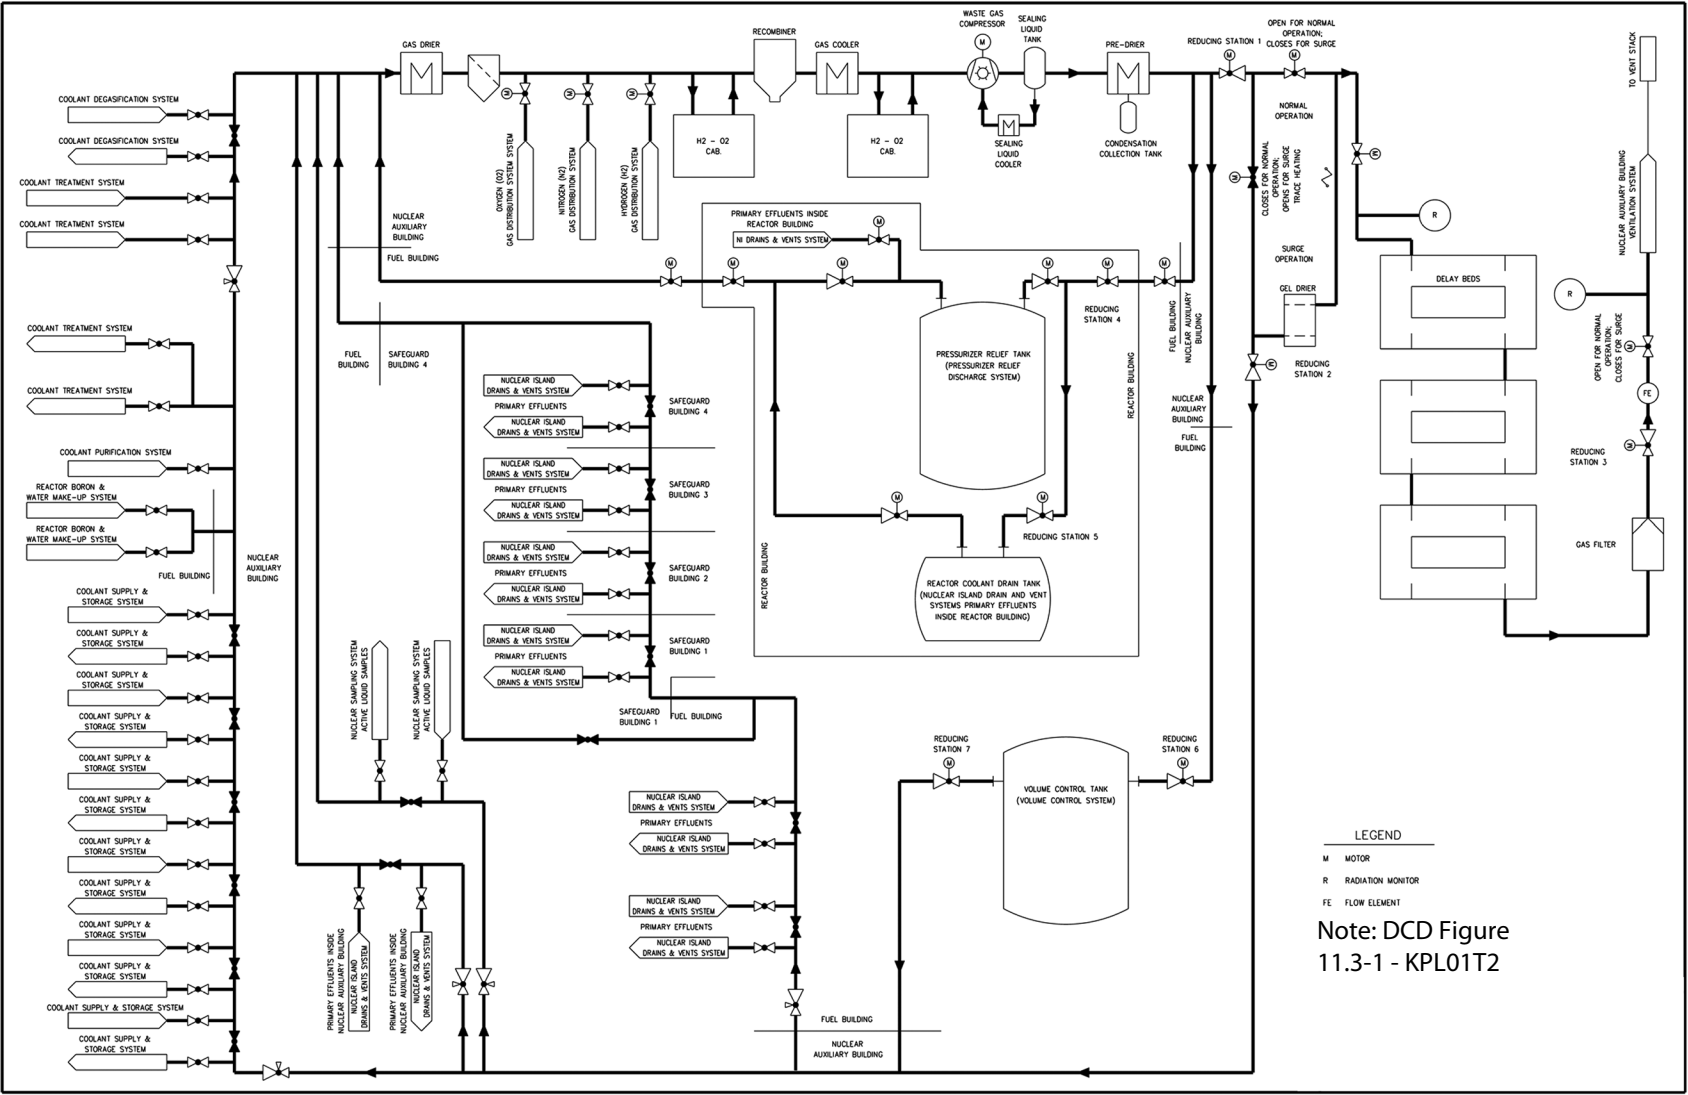 WASTE GAS
COMPRESSOR
SEALING
LIQUID
TANK
OPEN FOR NORMAL
OPERATION;
CLOSES FOR SURGE
GAS DRIER
RECOMBINER
GAS COOLER
PRE-DRIER
REDUCING STATION 1
M
M
M
TO VENT STACK
COOLANT DEGASIFICATION SYSTEM
M
M
M
COOLANT DEGASIFICATION SYSTEM
H2 - O2
CAB.
H2 - O2
CAB.
SEALING
LIQUID
COOLER
CONDENSATION
COLLECTION TANK
NORMAL
OPERATION
M
OXYGEN (O2)
GAS DISTRIBUTION SYSTEM SYSTEM
NITROGEN (N2)
GAS DISTRIBUTION SYSTEM
HYDROGEN (H2)
GAS DISTRIBUTION SYSTEM
M
CLOSES FOR NORMAL
OPERATION;
OPENS FOR SURGE
TRACE HEATING
NUCLEAR AUXILIARY BUILDING
VENTILATION SYSTEM
COOLANT TREATMENT SYSTEM
COOLANT TREATMENT SYSTEM
NUCLEAR
AUXILIARY
BUILDING
FUEL BUILDING
PRIMARY EFFLUENTS INSIDE
REACTOR BUILDING
NI DRAINS & VENTS SYSTEM
M
R
SURGE
OPERATION
M
M
M
M
M
M
GEL DRIER
DELAY BEDS
R
REDUCING
STATION 4
FUEL BUILDING
NUCLEAR AUXILIARY
BUILDING
OPEN FOR NORMAL
OPERATION;
CLOSES FOR SURGE
M
COOLANT TREATMENT SYSTEM
FUEL
BUILDING
SAFEGUARD
BUILDING 4
PRESSURIZER RELIEF TANK
(PRESSURIZER RELIEF
DISCHARGE SYSTEM)
REACTOR BUILDING
M
REDUCING
STATION 2
COOLANT TREATMENT SYSTEM
NUCLEAR ISLAND
DRAINS & VENTS SYSTEM
PRIMARY EFFLUENTS
NUCLEAR ISLAND
DRAINS & VENTS SYSTEM
SAFEGUARD
BUILDING 4
NUCLEAR
AUXILIARY
BUILDING
FUEL
BUILDING
FE
M
REDUCING
STATION 3
COOLANT PURIFICATION SYSTEM
NUCLEAR ISLAND
DRAINS & VENTS SYSTEM
PRIMARY EFFLUENTS
NUCLEAR ISLAND
DRAINS & VENTS SYSTEM
SAFEGUARD
BUILDING 3
REACTOR BORON &
WATER MAKE-UP SYSTEM
REACTOR BORON &
WATER MAKE-UP SYSTEM
M
M
REDUCING STATION 5
GAS FILTER
NUCLEAR
AUXILIARY
BUILDING
FUEL BUILDING
NUCLEAR ISLAND
DRAINS & VENTS SYSTEM
PRIMARY EFFLUENTS
NUCLEAR ISLAND
DRAINS & VENTS SYSTEM
SAFEGUARD
BUILDING 2
REACTOR BUILDING
REACTOR COOLANT DRAIN TANK
(NUCLEAR ISLAND DRAIN AND VENT
SYSTEMS PRIMARY EFFLUENTS
INSIDE REACTOR BUILDING)
COOLANT SUPPLY &
STORAGE SYSTEM
COOLANT SUPPLY &
STORAGE SYSTEM
NUCLEAR ISLAND
DRAINS & VENTS SYSTEM
PRIMARY EFFLUENTS
NUCLEAR ISLAND
DRAINS & VENTS SYSTEM
SAFEGUARD
BUILDING 1
NUCLEAR SAMPLING SYSTEM
ACTIVE LIQUID SAMPLES
NUCLEAR SAMPLING SYSTEM
ACTIVE LIQUID SAMPLES
COOLANT SUPPLY &
STORAGE SYSTEM
COOLANT SUPPLY &
STORAGE SYSTEM
SAFEGUARD
BUILDING 1
FUEL BUILDING
REDUCING
STATION 7
M
REDUCING
STATION 6
M
COOLANT SUPPLY &
STORAGE SYSTEM
COOLANT SUPPLY &
STORAGE SYSTEM
NUCLEAR ISLAND
DRAINS & VENTS SYSTEM
PRIMARY EFFLUENTS
NUCLEAR ISLAND
DRAINS & VENTS SYSTEM
VOLUME CONTROL TANK
(VOLUME CONTROL SYSTEM)
COOLANT SUPPLY &
STORAGE SYSTEM
COOLANT SUPPLY &
STORAGE SYSTEM
LEGEND
M MOTOR
R RADIATION MONITOR
FE FLOW ELEMENT
Note: DCD Figure
11.3-1 - KPL01T2
NUCLEAR ISLAND
DRAINS & VENTS SYSTEM
PRIMARY EFFLUENTS
NUCLEAR ISLAND
DRAINS & VENTS SYSTEM
COOLANT SUPPLY &
STORAGE SYSTEM
COOLANT SUPPLY &
STORAGE SYSTEM
PRIMARY EFFLUENTS INSIDE
NUCLEAR AUXILIARY BUILDING
NUCLEAR ISLAND
DRAINS & VENTS SYSTEM
PRIMARY EFFLUENTS INSIDE
NUCLEAR AUXILIARY BUILDING
NUCLEAR ISLAND
DRAINS & VENTS SYSTEM
COOLANT SUPPLY & STORAGE SYSTEM
COOLANT SUPPLY &
STORAGE SYSTEM
FUEL BUILDING
NUCLEAR
AUXILIARY BUILDING